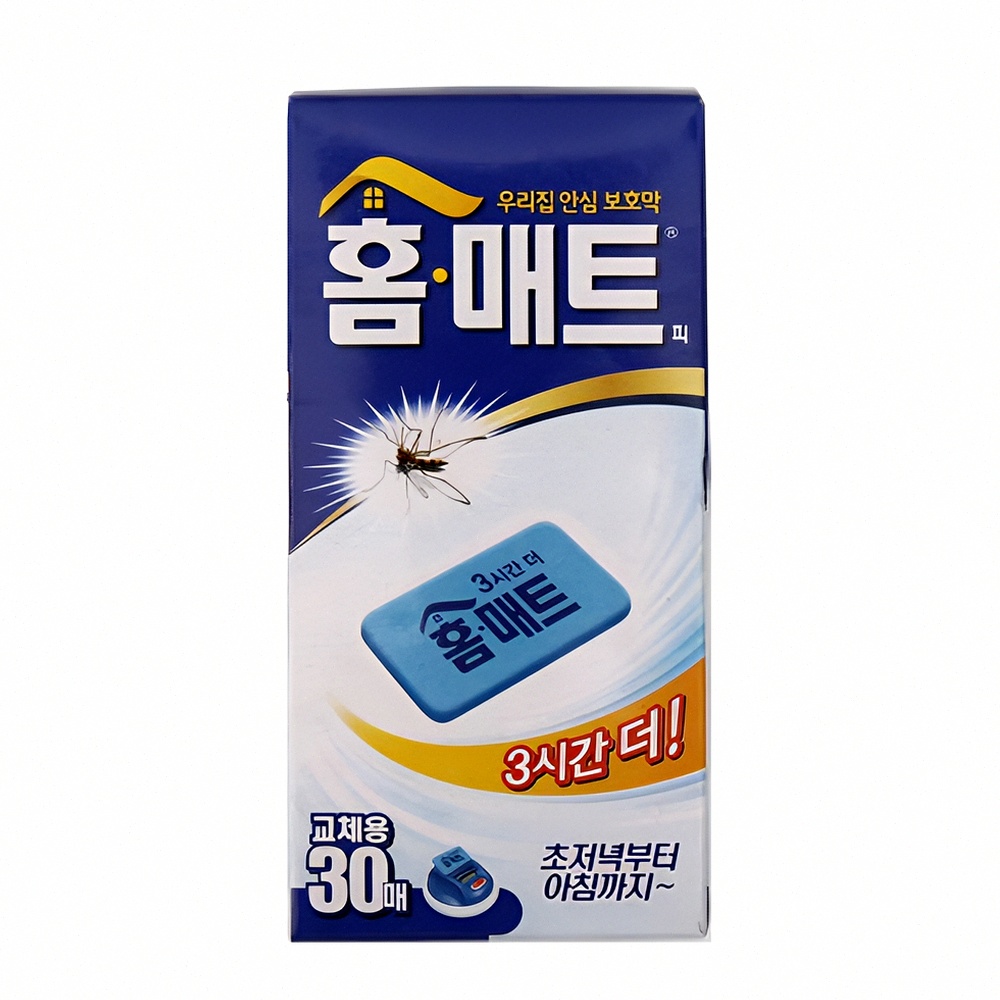 우리집 안심 보호막
홈·매트®
피
3시간 더
홈·매트
3시간 더!
교체용
30매
초저녁부터
아침까지~